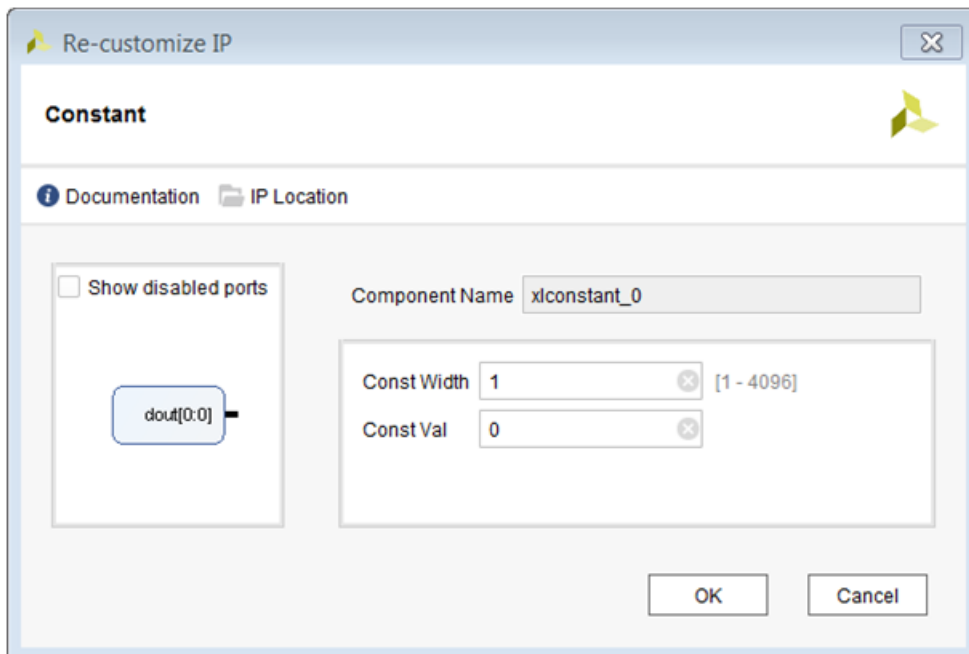 Re-customize IP
Constant
Documentation IP Location
Show disabled ports
dout[0:0]
Component Name xlconstant_0
Const Width 1 [1 - 4096]
Const Val 0
OK Cancel